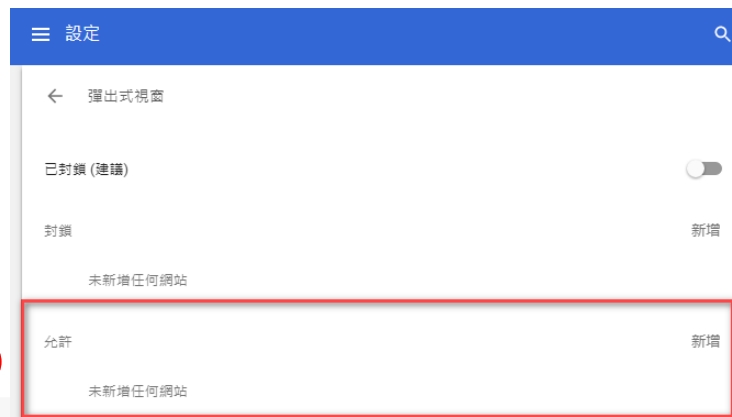 設定
彈出式視窗
已封鎖 (建議)
封鎖 新增
未新增任何網站
允許 新增
未新增任何網站